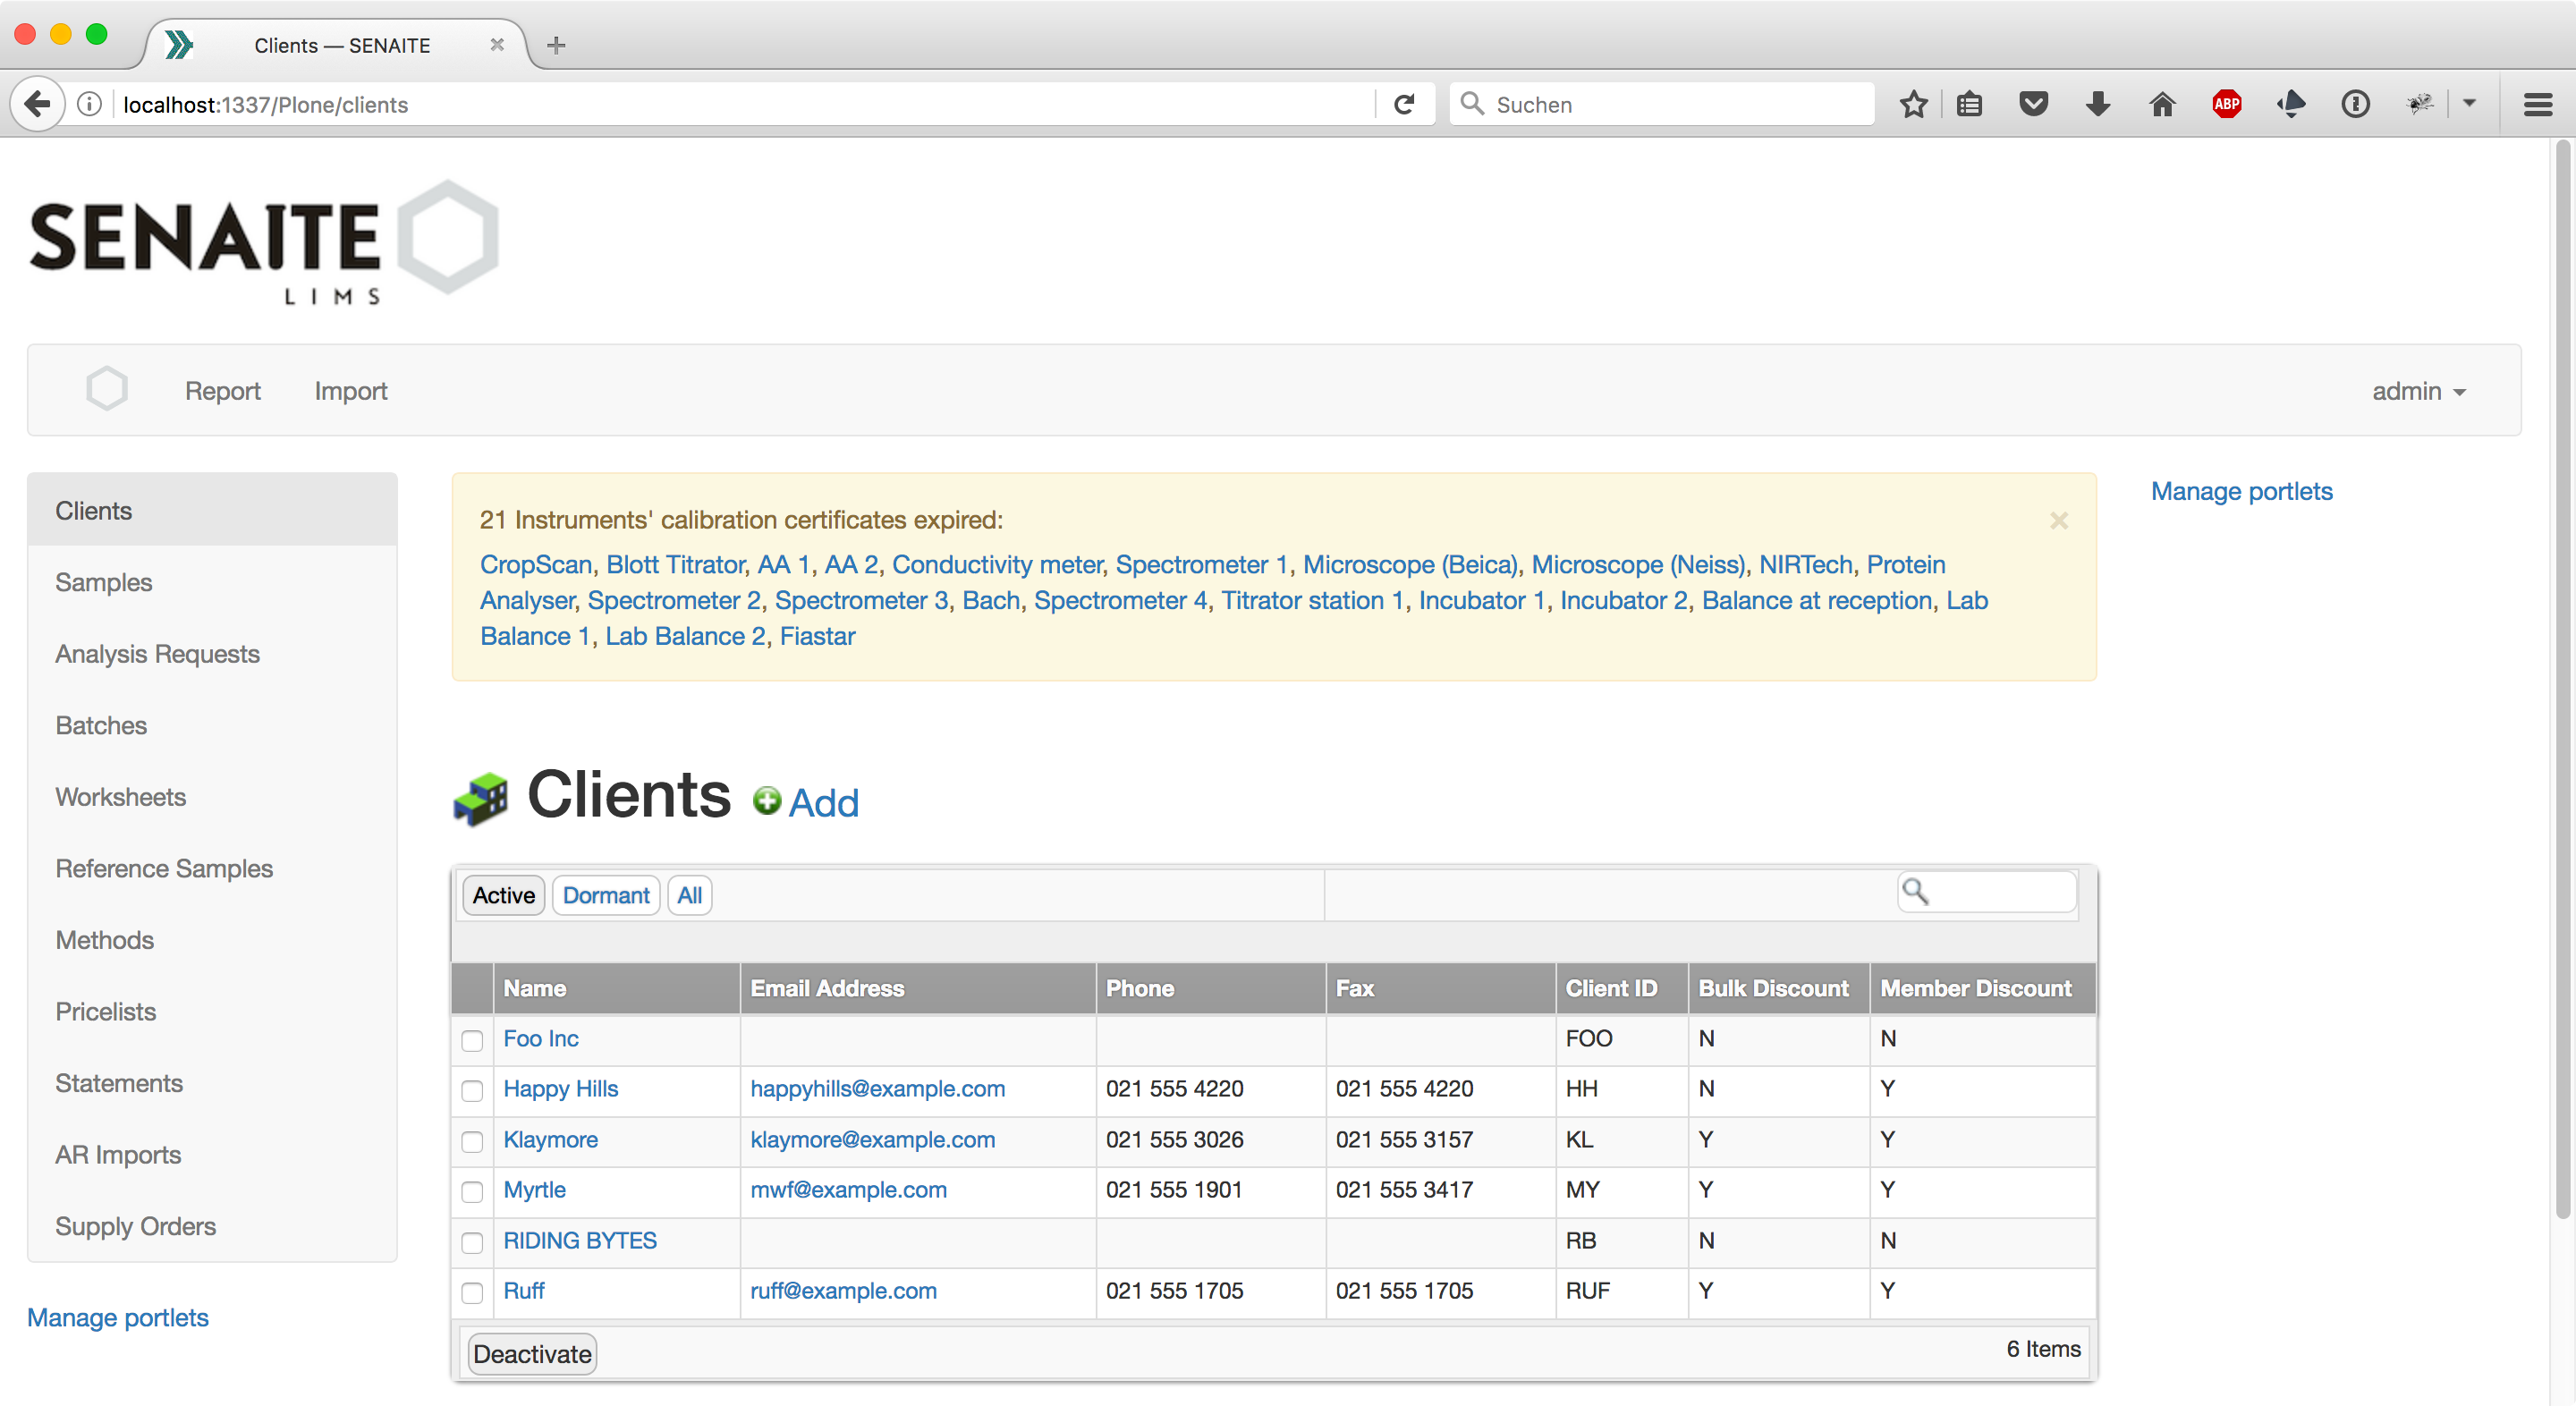 Clients — SENAITE
localhost:1337/Plone/clients
Suchen
ABP
SENAITE
LIMS
Report
Import
admin
Clients
Samples
Analysis Requests
Batches
Worksheets
Reference Samples
Methods
Pricelists
Statements
AR Imports
Supply Orders
Manage portlets
21 Instruments' calibration certificates expired:
CropScan, Blott Titrator, AA 1, AA 2, Conductivity meter, Spectrometer 1, Microscope (Beica), Microscope (Neiss), NIRTech, Protein
Analyser, Spectrometer 2, Spectrometer 3, Bach, Spectrometer 4, Titrator station 1, Incubator 1, Incubator 2, Balance at reception, Lab
Balance 1, Lab Balance 2, Fiastar
Manage portlets
Clients Add
Active Dormant All
Name Email Address Phone Fax Client ID Bulk Discount Member Discount
Foo Inc FOO N N
Happy Hills happyhills@example.com 021 555 4220 021 555 4220 HH N Y
Klaymore klaymore@example.com 021 555 3026 021 555 3157 KL Y Y
Myrtle mwf@example.com 021 555 1901 021 555 3417 MY Y Y
RIDING BYTES RB N N
Ruff ruff@example.com 021 555 1705 021 555 1705 RUF Y Y
Deactivate 6 Items